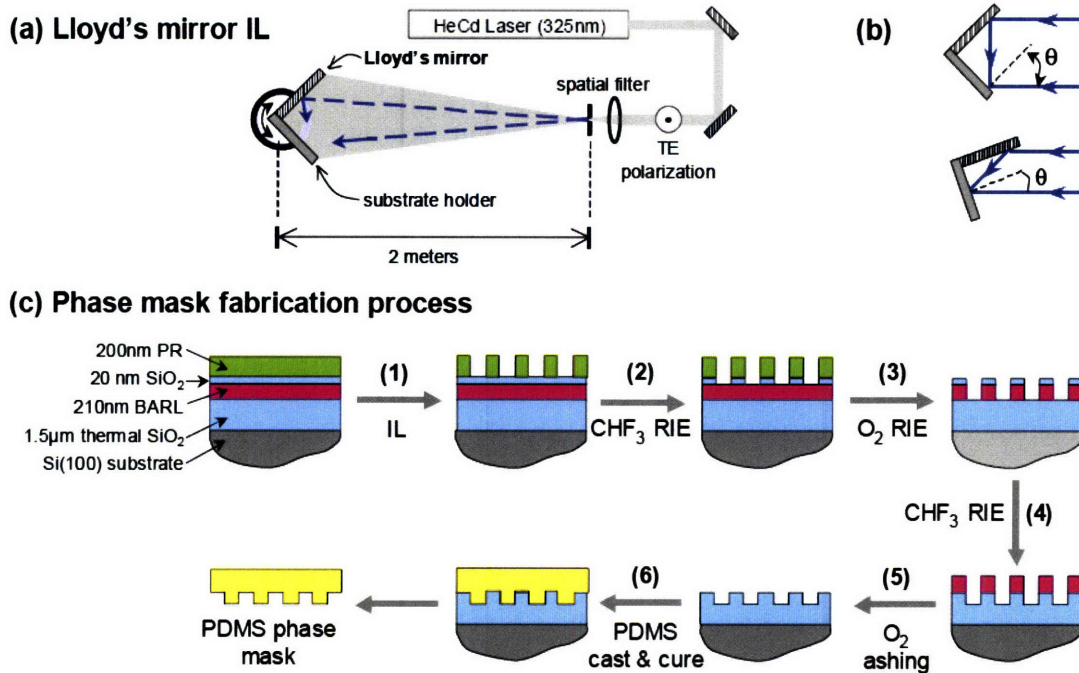 (a) Lloyd's mirror IL
HeCd Laser (325nm)
(b)
Lloyd's mirror
spatial filter
θ
TE
polarization
θ
substrate holder
2 meters
(c) Phase mask fabrication process
200nm PR
20 nm SiO₂
210nm BARL
1.5μm thermal SiO₂
Si(100) substrate
(1)
IL
(2)
CHF₃ RIE
(3)
O₂ RIE
CHF₃ RIE
(4)
(5)
O₂
ashing
(6)
PDMS
cast & cure
PDMS phase
mask